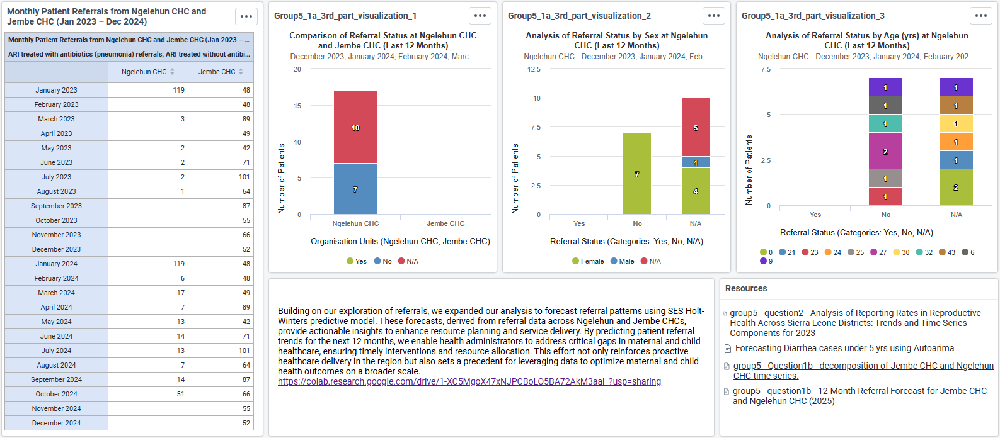 Monthly Patient Referrals from Ngelehun CHC and
Jembe CHC (Jan 2023 – Dec 2024)
Monthly Patient Referrals from Ngelehun CHC and Jembe CHC (Jan 2023 – ...
ARI treated with antibiotics (pneumonia) referrals, ARI treated without antibi...
Ngelehun CHC Jembe CHC
January 2023 119 48
February 2023 48
March 2023 3 89
April 2023 49
May 2023 2 42
June 2023 2 71
July 2023 2 101
August 2023 1 64
September 2023 87
October 2023 55
November 2023 66
December 2023 52
January 2024 119 48
February 2024 6 48
March 2024 17 49
April 2024 7 89
May 2024 13 42
June 2024 14 71
July 2024 13 101
August 2024 7 64
September 2024 14 87
October 2024 51 66
November 2024 55
December 2024 52
Group5_1a_3rd_part_visualization_1
Comparison of Referral Status at Ngelehun CHC
and Jembe CHC (Last 12 Months)
December 2023, January 2024, February 2024, Marc...
Number of Patients
20
15
10
5
0
10
7
Ngelehun CHC Jembe CHC
Organisation Units (Ngelehun CHC, Jembe CHC)
Yes No N/A
Group5_1a_3rd_part_visualization_2
Analysis of Referral Status by Sex at Ngelehun
CHC (Last 12 Months)
Ngelehun CHC - December 2023, January 2024, Feb...
Number of Patients
12.5
10
7.5
5
2.5
0
7
5
1
4
Yes No N/A
Referral Status (Categories: Yes, No, N/A)
Female Male N/A
Group5_1a_3rd_part_visualization_3
Analysis of Referral Status by Age (yrs) at Ngelehun
CHC (Last 12 Months)
Ngelehun CHC - December 2023, January 2024, February 202...
Number of Patients
7.5
5
2.5
0
1
1
1
2
1
1
1
1
1
1
1
2
Yes No N/A
Referral Status (Categories: Yes, No, N/A)
0 21 23 24 25 27 30 32 43 6
9
Building on our exploration of referrals, we expanded our analysis to forecast referral patterns using SES Holt-
Winters predictive model. These forecasts, derived from referral data across Ngelehun and Jembe CHCs,
provide actionable insights to enhance resource planning and service delivery. By predicting patient referral
trends for the next 12 months, we enable health administrators to address critical gaps in maternal and child
healthcare, ensuring timely interventions and resource allocation. This effort not only reinforces proactive
healthcare delivery in the region but also sets a precedent for leveraging data to optimize maternal and child
health outcomes on a broader scale.
https://colab.research.google.com/drive/1-XC5MgoX47xNJPCBoLO5BA72AkM3aal_?usp=sharing
Resources
group5 - question2 - Analysis of Reporting Rates in Reproductive
Health Across Sierra Leone Districts: Trends and Time Series
Components for 2023
Forecasting Diarrhea cases under 5 yrs using Autoarima
group5 - Question1b - decomposition of Jembe CHC and Ngelehun
CHC time series.
group5 - question1b - 12-Month Referral Forecast for Jembe CHC
and Ngelehun CHC (2025)